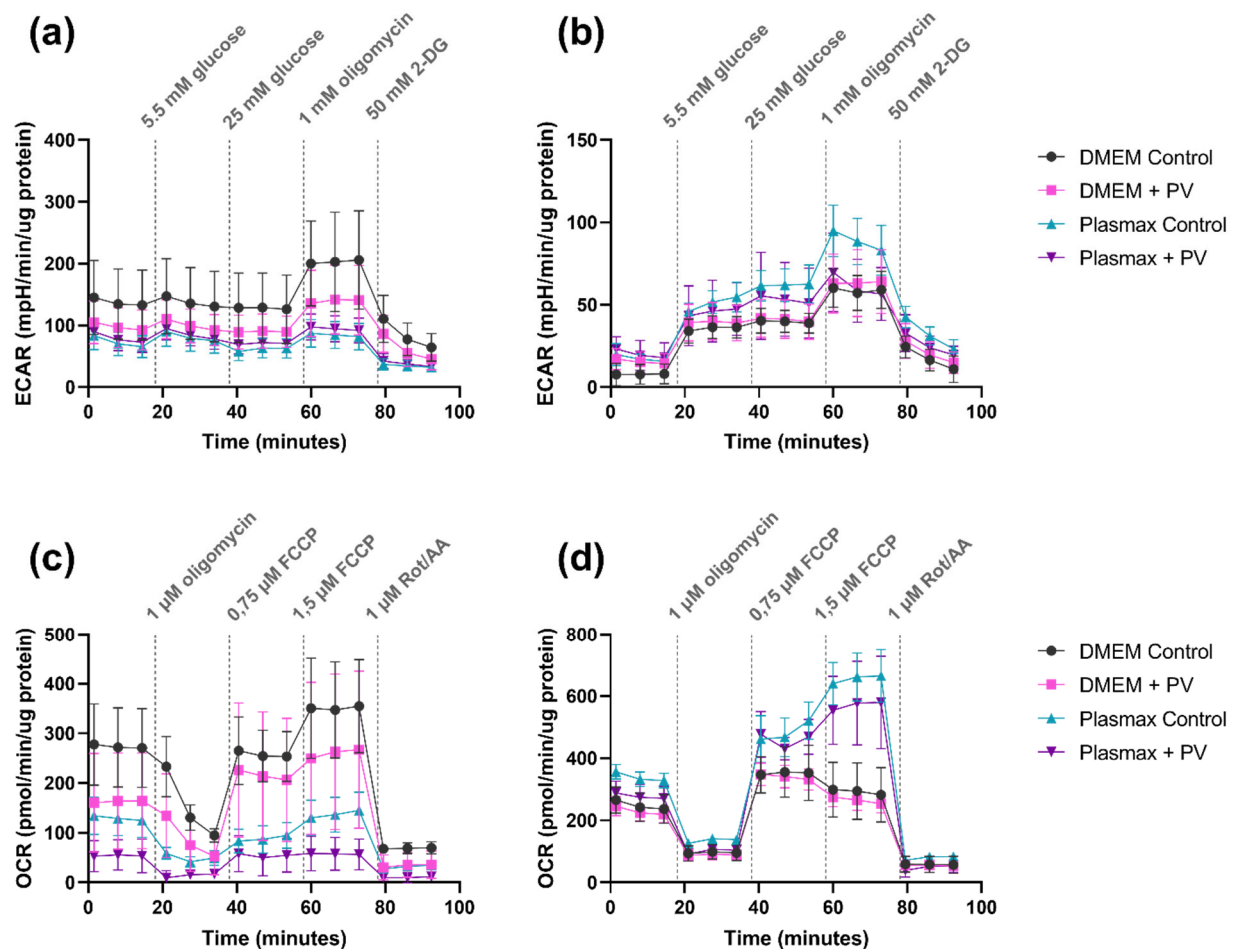 (a)
5.5 mM glucose
25 mM glucose
1 mM oligomycin
50 mM 2-DG
ECAR (mpH/min/ug protein)
400
300
200
100
0
0 20 40 60 80 100
Time (minutes)
(b)
5.5 mM glucose
25 mM glucose
1 mM oligomycin
50 mM 2-DG
ECAR (mpH/min/ug protein)
150
100
50
0
0 20 40 60 80 100
Time (minutes)
DMEM Control
DMEM + PV
Plasmax Control
Plasmax + PV
(c)
1 µM oligomycin
0,75 µM FCCP
1,5 µM FCCP
1 µM Rot/AA
OCR (pmol/min/ug protein)
500
400
300
200
100
0
0 20 40 60 80 100
Time (minutes)
(d)
1 µM oligomycin
0,75 µM FCCP
1,5 µM FCCP
1 µM Rot/AA
OCR (pmol/min/ug protein)
800
600
400
200
0
0 20 40 60 80 100
Time (minutes)
DMEM Control
DMEM + PV
Plasmax Control
Plasmax + PV